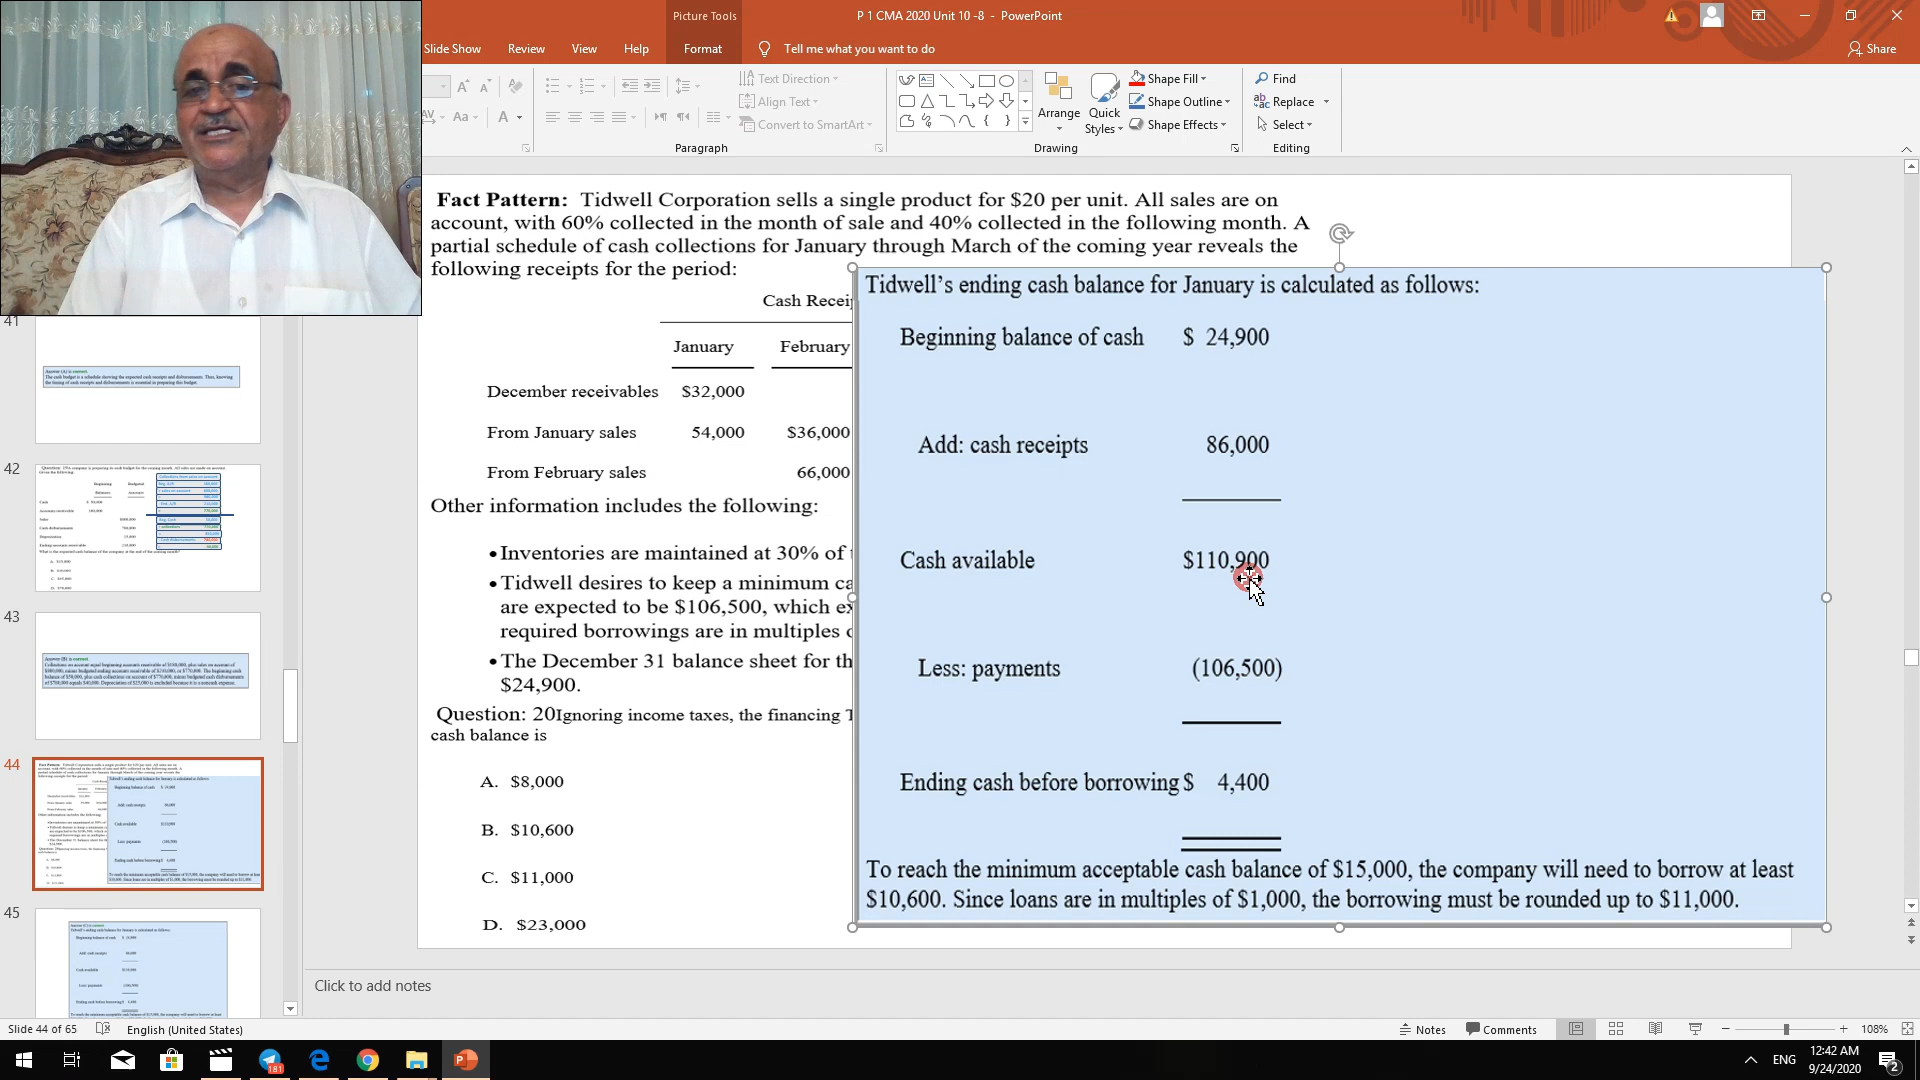 Picture Tools
P 1 CMA 2020 Unit 10 -8 - PowerPoint
Slide Show
Review
View
Help
Format
Tell me what you want to do
Share
Text Direction
Align Text
Convert to SmartArt
Paragraph
Arrange
Quick
Styles
Shape Fill
Shape Outline
Shape Effects
Drawing
Find
Replace
Select
Editing
Fact Pattern: Tidwell Corporation sells a single product for $20 per unit. All sales are on
account, with 60% collected in the month of sale and 40% collected in the following month. A
partial schedule of cash collections for January through March of the coming year reveals the
following receipts for the period:
Cash Recei
January February
December receivables $32,000
From January sales 54,000 $36,000
From February sales 66,000
Other information includes the following:
•Inventories are maintained at 30% of
•Tidwell desires to keep a minimum ca
are expected to be $106,500, which ex
required borrowings are in multiples o
•The December 31 balance sheet for th
$24,900.
Question: 20Ignoring income taxes, the financing T
cash balance is
A. $8,000
B. $10,600
C. $11,000
D. $23,000
Tidwell's ending cash balance for January is calculated as follows:
Beginning balance of cash $ 24,900
Add: cash receipts 86,000
Cash available $110,900
Less: payments (106,500)
Ending cash before borrowing $ 4,400
To reach the minimum acceptable cash balance of $15,000, the company will need to borrow at least
$10,600. Since loans are in multiples of $1,000, the borrowing must be rounded up to $11,000.
41
42
43
44
45
Click to add notes
Slide 44 of 65
English (United States)
Notes
Comments
108%
181
ENG
12:42 AM
9/24/2020
2